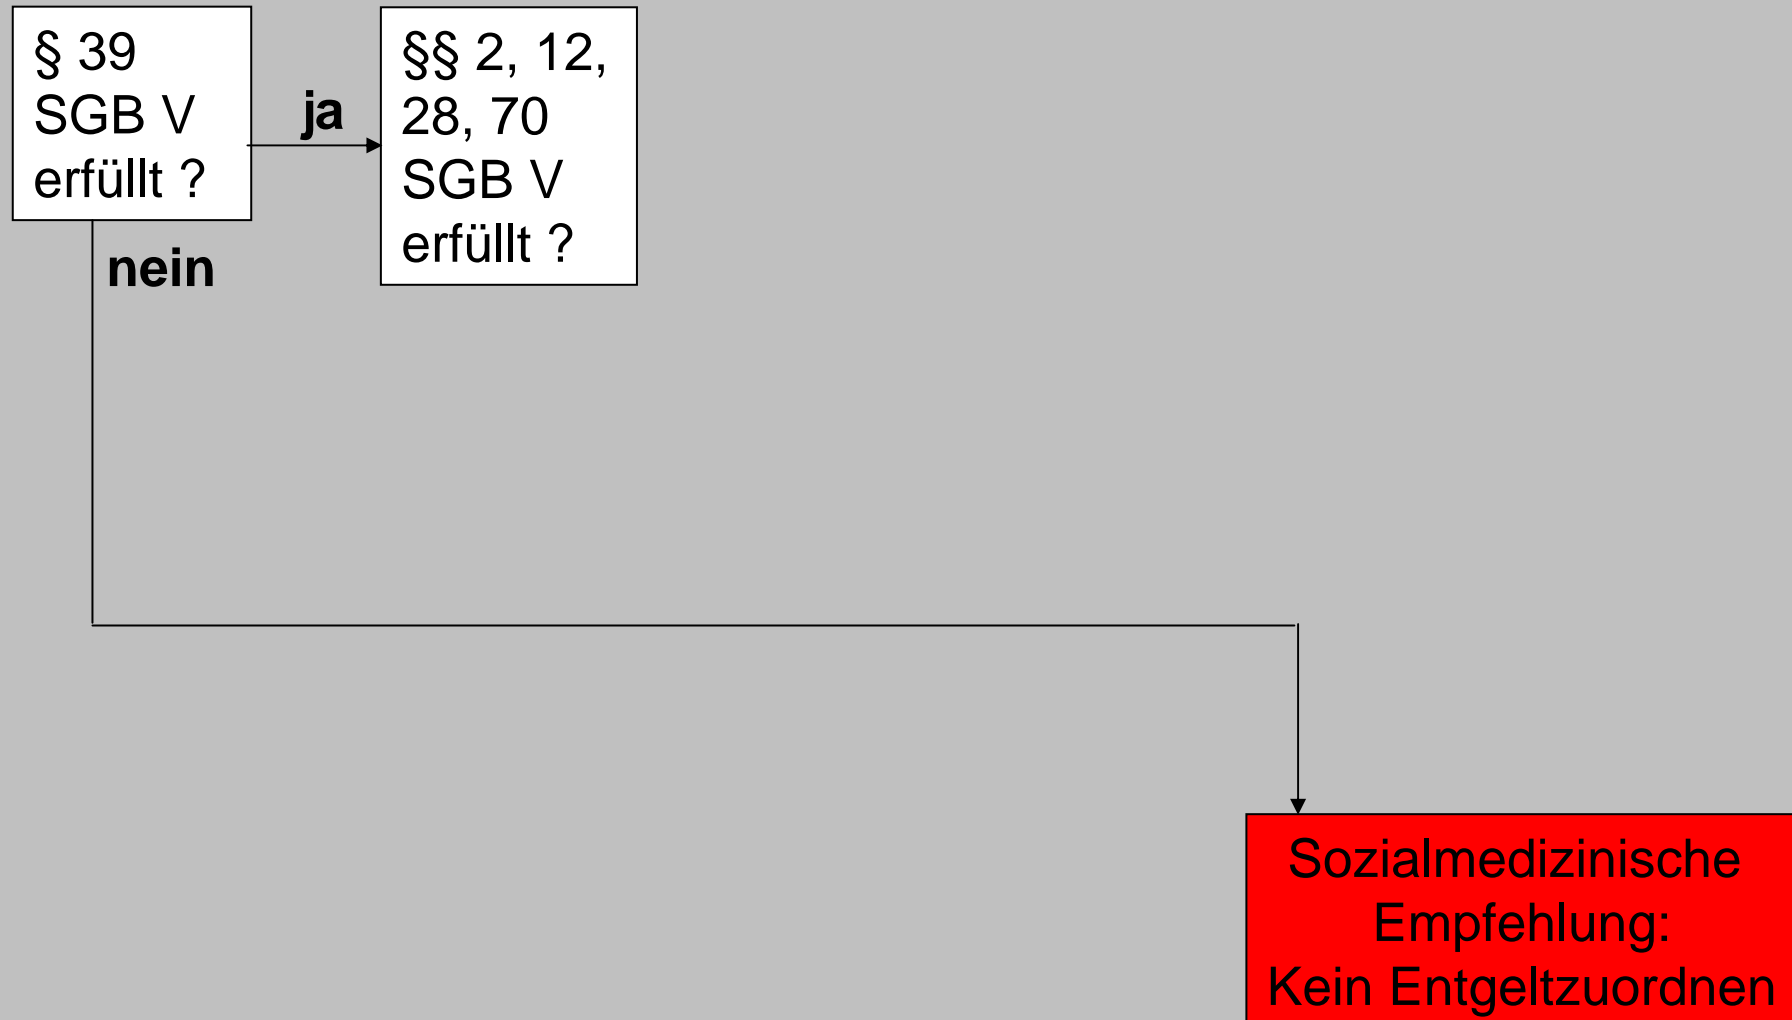 § 39
SGB V
erfüllt ?
ja
§§ 2, 12,
28, 70
SGB V
erfüllt ?
nein
Sozialmedizinische
Empfehlung:
Kein Entgeltzuordnen